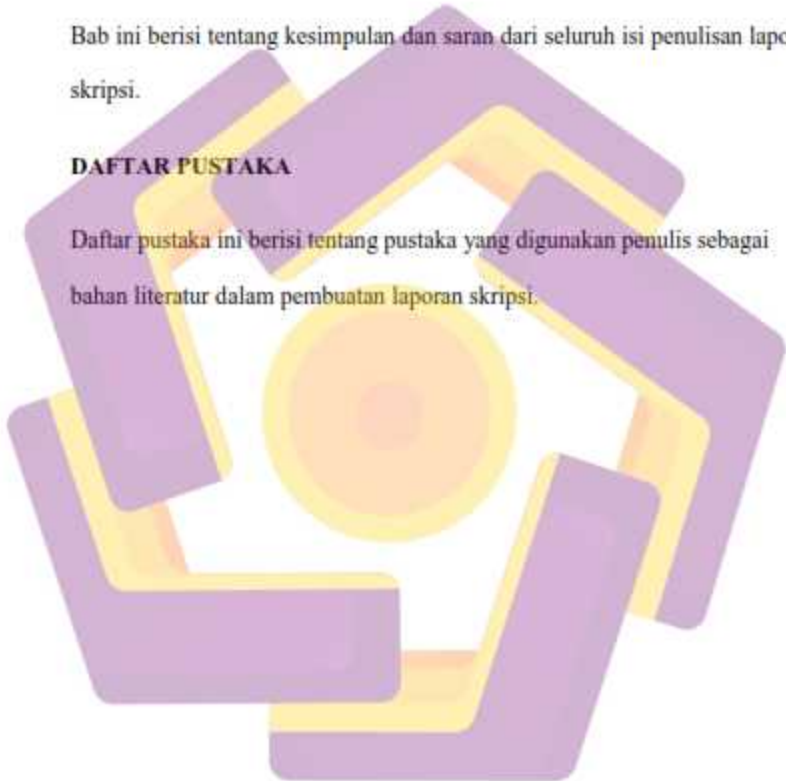 Bab ini berisi tentang kesimpulan dan saran dari seluruh isi penulisan lapo
skripsi.
DAFTAR PUSTAKA
Daftar pustaka ini berisi tentang pustaka yang digunakan penulis sebagai
bahan literatur dalam pembuatan laporan skripsi.